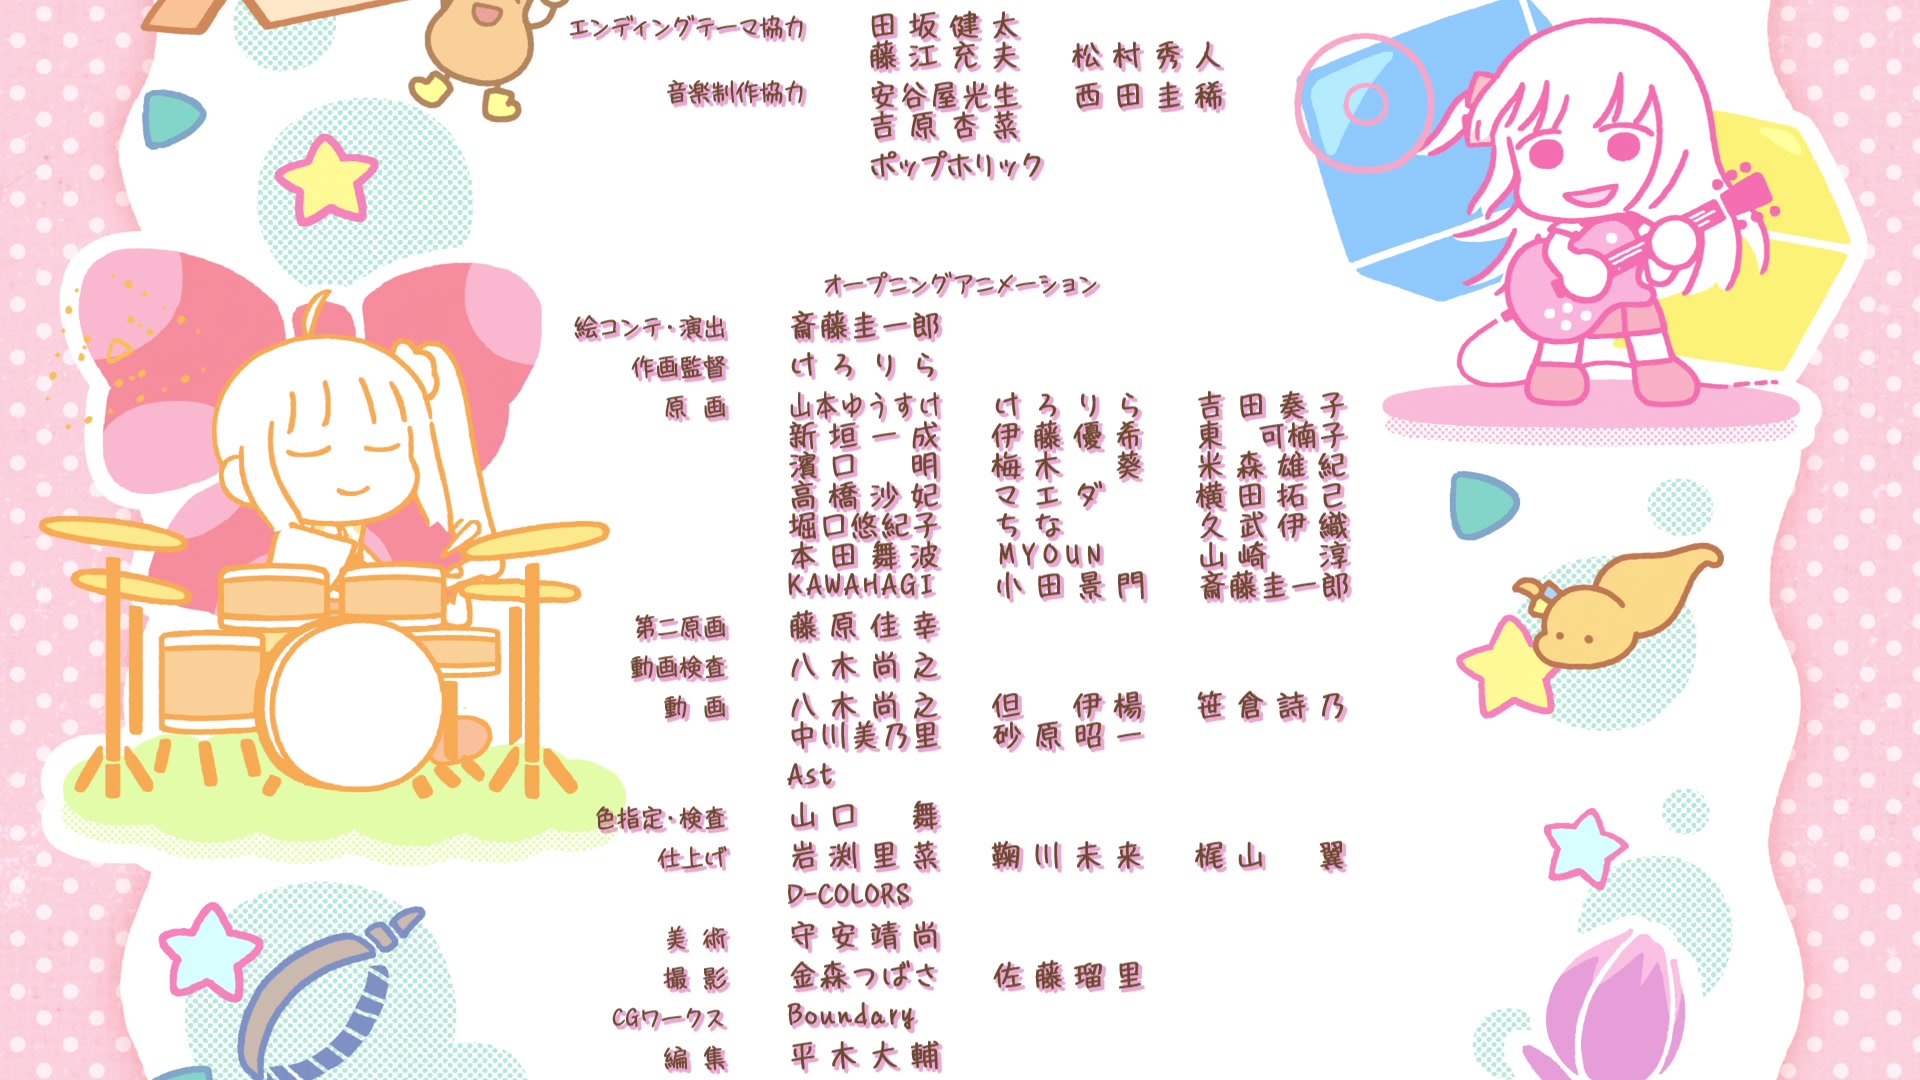 エンディングテーマ協力 田坂健太
藤江充夫 松村秀人
音楽制作協力 安谷屋光生 西田圭稀
吉原杏菜
ポップホリック
オープニングアニメーション
絵コンテ・演出 斎藤圭一郎
作画監督 けろりら
原画 山本ゆうすけ けろりら 吉田奏子
新垣一成 伊藤優希 東 可楠子
濱口 明 梅木 葵 米森雄紀
高橋沙妃 マエダ 横田拓己
堀口悠紀子 ちな 久武伊織
本田舞波 MYOUN 山崎 淳
KAWAHAGI 小田景門 斎藤圭一郎
第二原画 藤原佳幸
動画検査 八木尚之
動画 八木尚之 但 伊楊 笹倉詩乃
中川美乃里 砂原昭一
Ast
色指定・検査 山口 舞
仕上げ 岩渕里菜 鞠川未来 梶山 翼
D-COLORS
美術 守安靖尚
撮影 金森つばさ 佐藤瑠里
CGワークス Boundary
編集 平木大輔